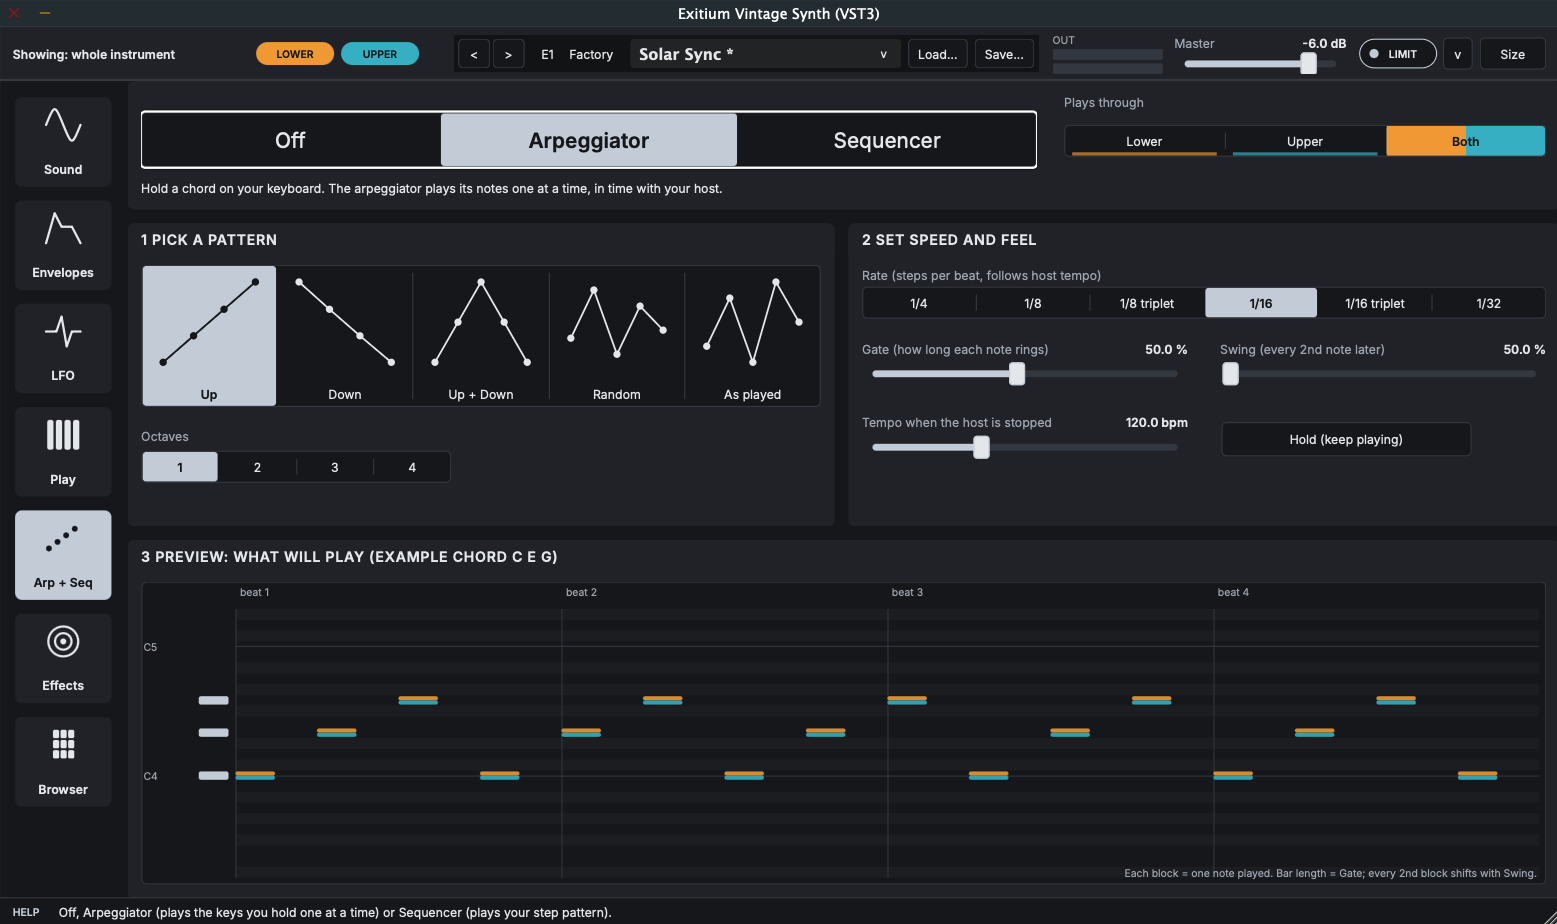 Exitium Vintage Synth (VST3)
Showing: whole instrument
LOWER
UPPER
<
>
E1
Factory
Solar Sync *
v
Load...
Save...
OUT
Master
-6.0 dB
LIMIT
v
Size
Sound
Envelopes
LFO
Play
Arp + Seq
Effects
Browser
Off
Arpeggiator
Sequencer
Hold a chord on your keyboard. The arpeggiator plays its notes one at a time, in time with your host.
Plays through
Lower
Upper
Both
1 PICK A PATTERN
Up
Down
Up + Down
Random
As played
Octaves
1
2
3
4
2 SET SPEED AND FEEL
Rate (steps per beat, follows host tempo)
1/4
1/8
1/8 triplet
1/16
1/16 triplet
1/32
Gate (how long each note rings)
50.0 %
Swing (every 2nd note later)
50.0 %
Tempo when the host is stopped
120.0 bpm
Hold (keep playing)
3 PREVIEW: WHAT WILL PLAY (EXAMPLE CHORD C E G)
beat 1
beat 2
beat 3
beat 4
C5
C4
Each block = one note played. Bar length = Gate; every 2nd block shifts with Swing.
HELP
Off, Arpeggiator (plays the keys you hold one at a time) or Sequencer (plays your step pattern).